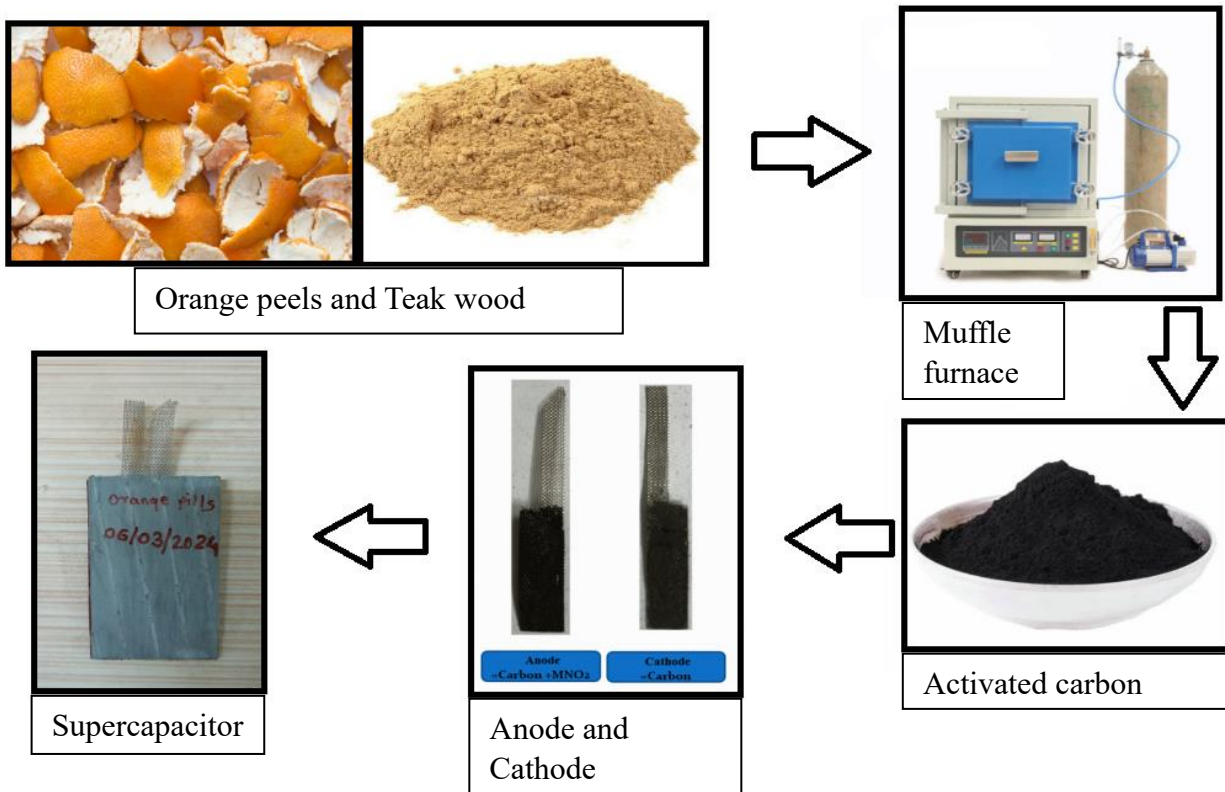 Orange peels and Teak wood
Muffle
furnace
Activated carbon
Anode
=Carbon +MNO2
Cathode
=Carbon
Anode and
Cathode
Orange pills
06/03/2024
Supercapacitor